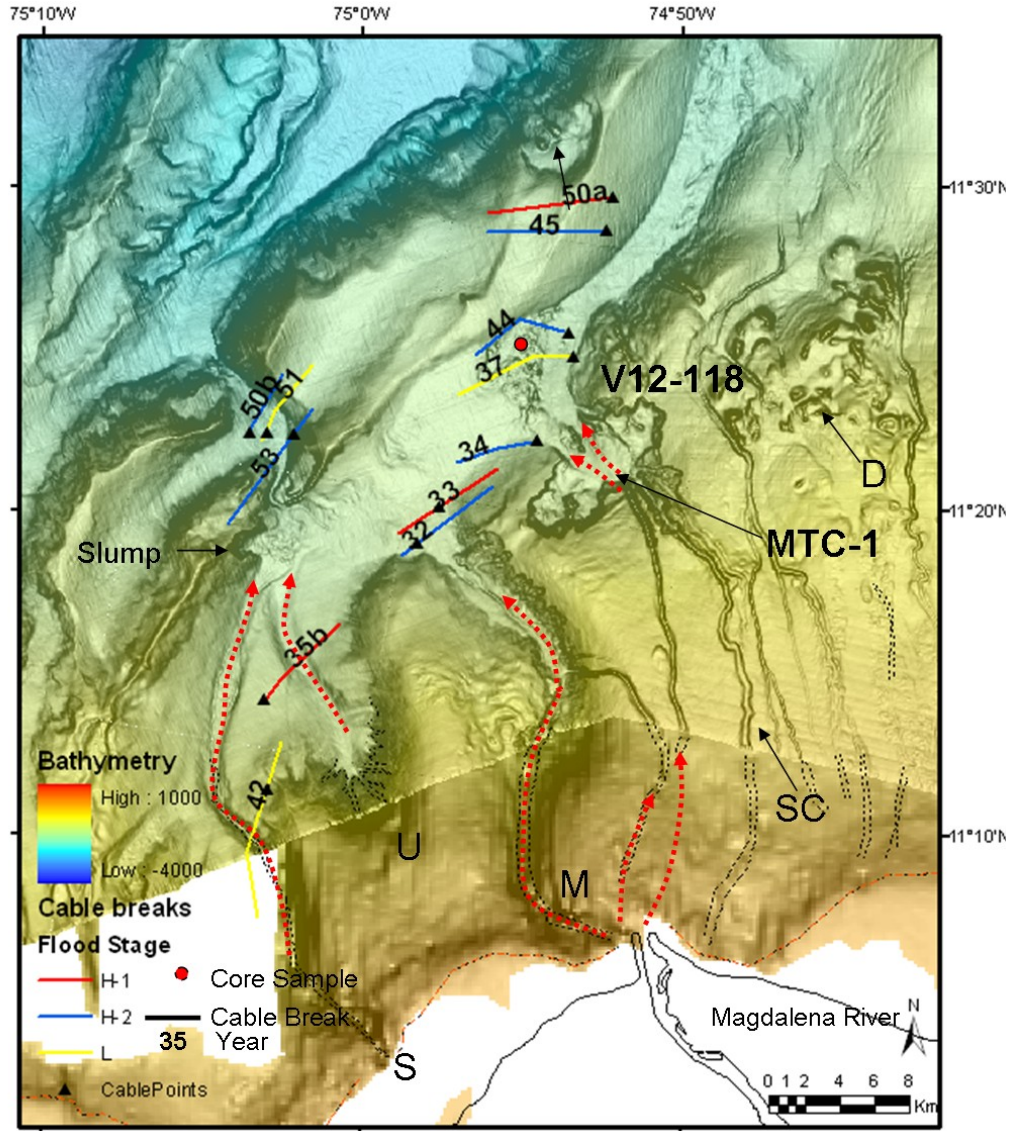 75°10'W 75°0'W 74°50'W
50a
11°30'N
45
44
37
V12-118
50b
51
34
D
53
33
11°20'N
32
MTC-1
Slump
35b
Bathymetry
High : 1000
Low : -4000
42
SC
U
11°10'N
M
Cable breaks
Flood Stage
H-1
Core Sample
H-2
Cable Break
35 Year
L
CablePoints
S
Magdalena River
N
0 1 2 4 6 8
Km